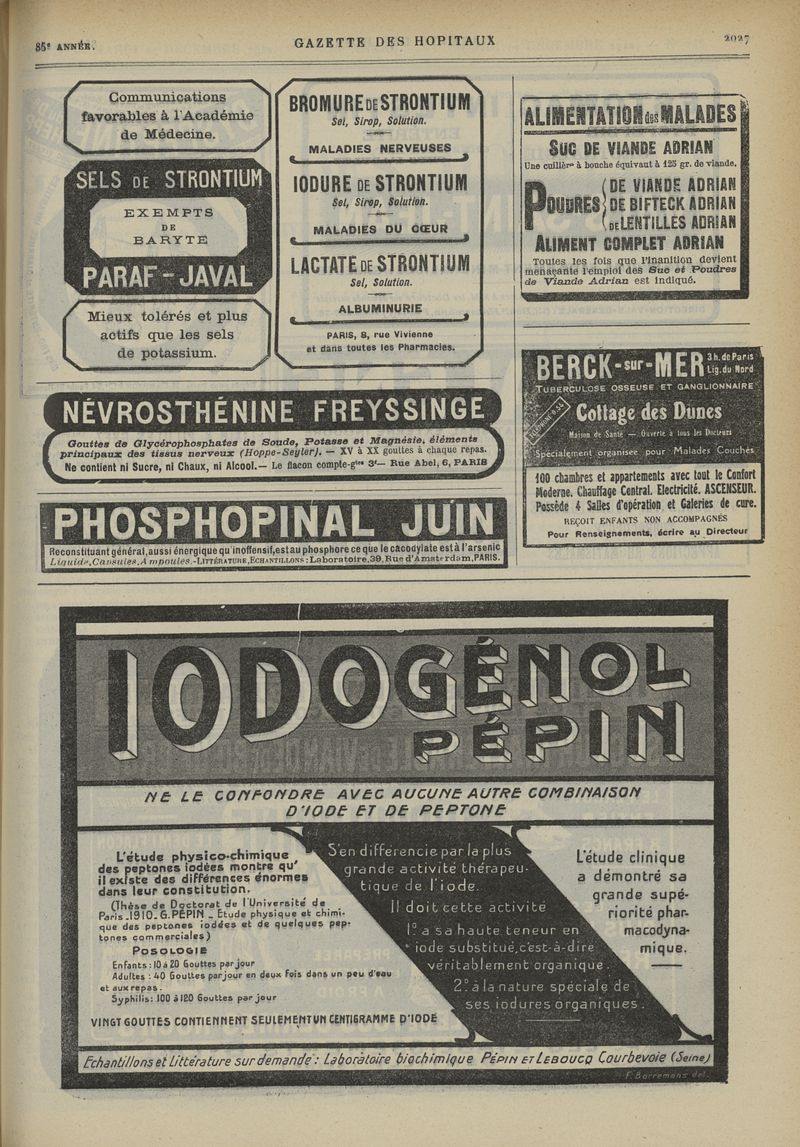 85e ANNÉE.
GAZETTE DES HOPITAUX
2027
Communications
favorables à l'Académie
de Médecine.
SELS DE STRONTIUM
EXEMPTS
DE
BARYTE
PARAF-JAVAL
Mieux tolérés et plus
actifs que les sels
de potassium.
BROMURE DE STRONTIUM
Sel, Sirop, Solution.
MALADIES NERVEUSES
IODURE DE STRONTIUM
Sel, Sirop, Solution.
MALADIES DU CŒUR
LACTATE DE STRONTIUM
Sel, Solution.
ALBUMINURIE
PARIS, 8, rue Vivienne
et dans toutes les Pharmacies.
ALIMENTATION des MALADES
SUC DE VIANDE ADRIAN
Une cuillère à bouche équivaut à 125 gr. de viande.
POUDRES
DE VIANDE ADRIAN
DE BIFTECK ADRIAN
DE LENTILLES ADRIAN
ALIMENT COMPLET ADRIAN
Toutes les fois que l'inanition devient
menaçante l'emploi des Suc et Poudres
de Viande Adrian est indiqué.
BERCK-sur-MER 3h. de Paris
Lig. du Nord
TUBERCULOSE OSSEUSE ET GANGLIONNAIRE
Cottage des Dunes
Maison de Santé — Ouverte à tous les Docteurs
Spécialement organisée pour Malades Couchés
100 chambres et appartements avec tout le Confort
Moderne. Chauffage Central. Electricité. ASCENSEUR.
Possède 4 Salles d'opération et Galeries de cure.
REÇOIT ENFANTS NON ACCOMPAGNÉS
Pour Renseignements, écrire au Directeur
NÉVROSTHÉNINE FREYSSINGE
Gouttes de Glycérophosphates de Soude, Potasse et Magnésie, éléments
principaux des tissus nerveux (Hoppe-Seyler). — XV à XX gouttes à chaque repas.
Ne contient ni Sucre, ni Chaux, ni Alcool.— Le flacon compte-gttes 3f— Rue Abel, 6, PARIS
PHOSPHOPINAL JUIN
Reconstituant général, aussi énergique qu'inoffensif, est au phosphore ce que le cacodylate est à l'arsenic
Liquide, Capsules, Ampoules.-LITTÉRATURE, ECHANTILLONS: Laboratoire, 39, Rue d'Amsterdam, PARIS.
IODOGÉNOL
PÉPIN
NE LE CONFONDRE AVEC AUCUNE AUTRE COMBINAISON
D'IODE ET DE PEPTONE
L'étude physico-chimique
des peptones iodées montre qu'
il existe des différences énormes
dans leur constitution.
(Thèse de Doctorat de l'Université de
Paris.1910.G.PÉPIN _ Etude physique et chimi-
que des peptones iodées et de quelques pep-
tones commerciales)
POSOLOGIE
Enfants: 10 à 20 Gouttes par jour
Adultes: 40 Gouttes par jour en deux fois dans un peu d'eau
et aux repas.
Syphilis: 100 à 120 Gouttes par jour
VINGT GOUTTES CONTIENNENT SEULEMENT UN CENTIGRAMME D'IODE
S'en différencie par la plus
grande activité thérapeu-
tique de l'iode.
Il doit cette activité
1° a sa haute teneur en
iode substitué, c'est-à-dire
véritablement organique.
2° à la nature spéciale de
ses iodures organiques.
L'étude clinique
a démontré sa
grande supé-
riorité phar-
macodyna-
mique.
Echantillons et Littérature sur demande: Laboratoire biochimique PÉPIN ET LEBOUCQ Courbevoie (Seine)
F. Borremans del.